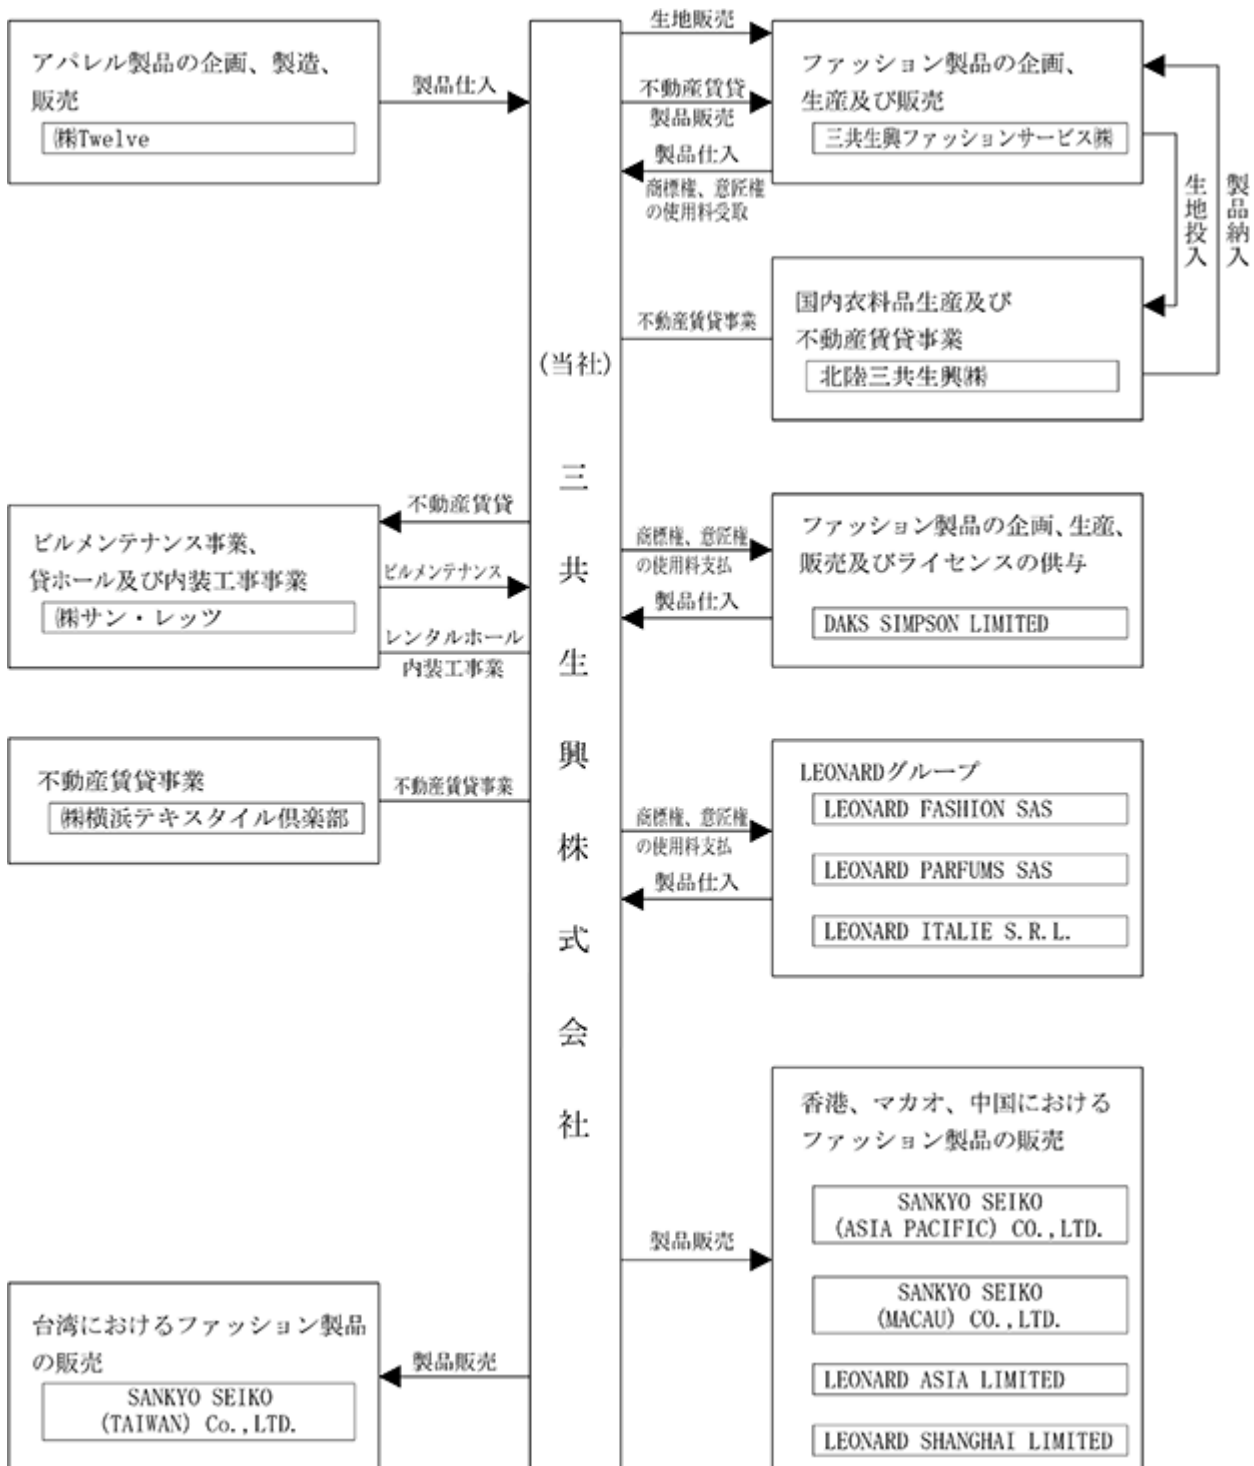 アパレル製品の企画、製造、
販売
㈱Twelve
製品仕入
ビルメンテナンス事業、
貸ホール及び内装工事事業
㈱サン・レッツ
不動産賃貸
ビルメンテナンス
レンタルホール
内装工事業
不動産賃貸事業
㈱横浜テキスタイル倶楽部
不動産賃貸事業
台湾におけるファッション製品
の販売
SANKYO SEIKO
(TAIWAN) Co.,LTD.
製品販売
(当社)
三共生興株式会社
生地販売
不動産賃貸
製品販売
製品仕入
商標権、意匠権
の使用料受取
ファッション製品の企画、
生産及び販売
三共生興ファッションサービス㈱
生地投入
製品納入
不動産賃貸事業
国内衣料品生産及び
不動産賃貸事業
北陸三共生興㈱
商標権、意匠権
の使用料支払
製品仕入
ファッション製品の企画、生産、
販売及びライセンスの供与
DAKS SIMPSON LIMITED
商標権、意匠権
の使用料支払
製品仕入
LEONARDグループ
LEONARD FASHION SAS
LEONARD PARFUMS SAS
LEONARD ITALIE S.R.L.
製品販売
香港、マカオ、中国における
ファッション製品の販売
SANKYO SEIKO
(ASIA PACIFIC) CO.,LTD.
SANKYO SEIKO
(MACAU) CO.,LTD.
LEONARD ASIA LIMITED
LEONARD SHANGHAI LIMITED